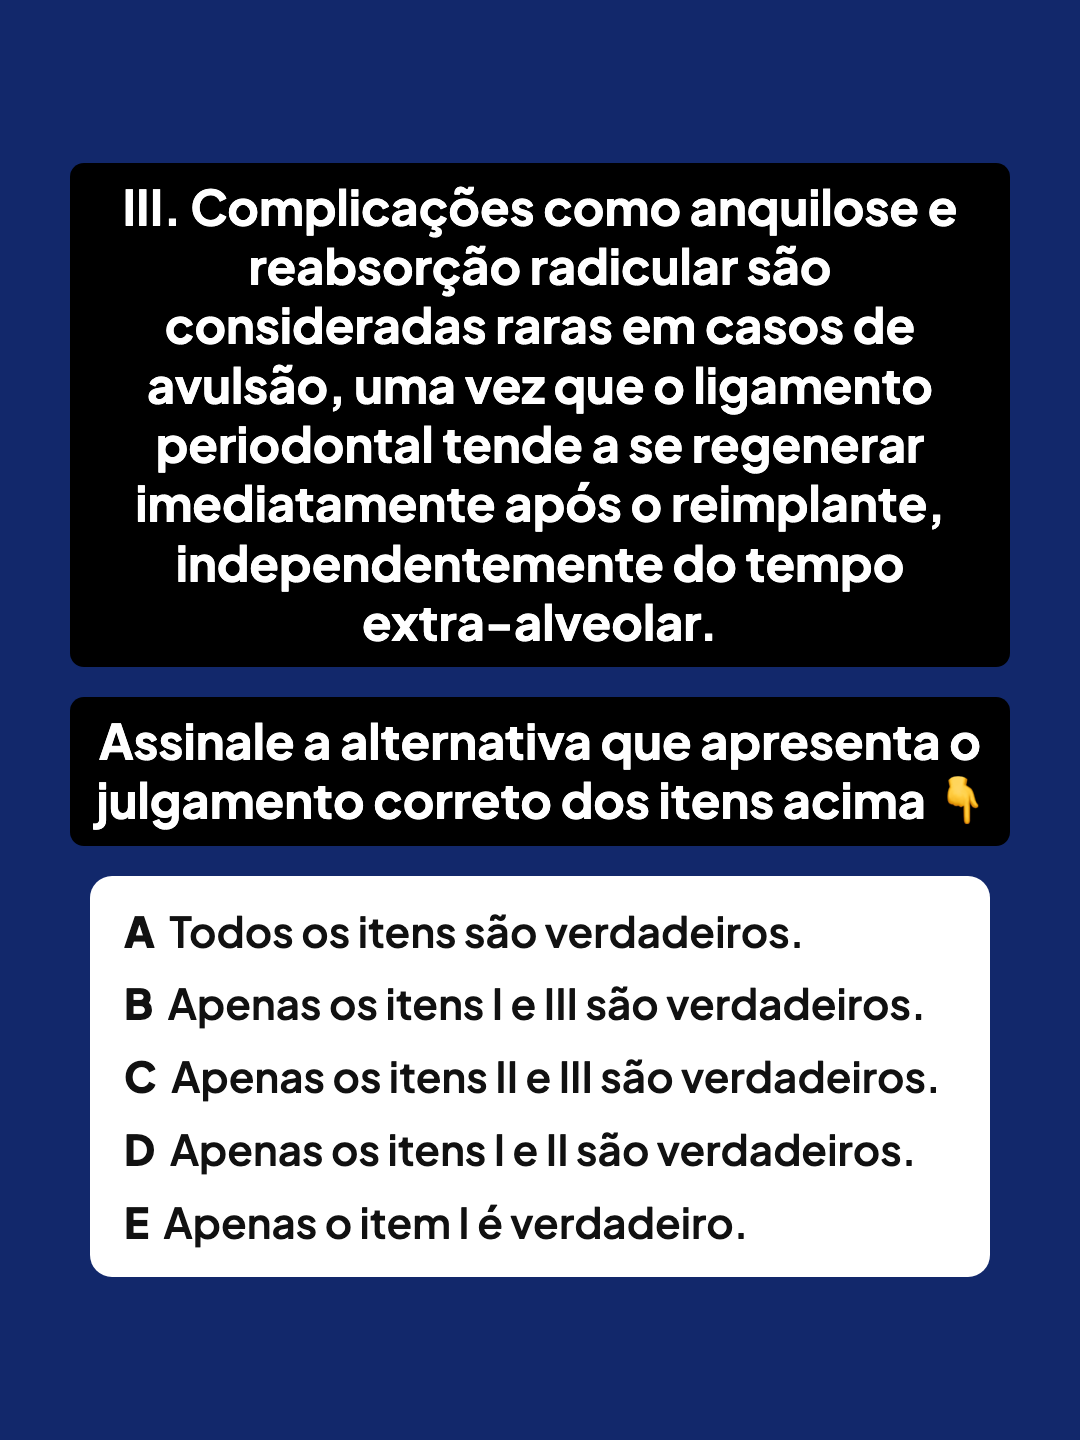 III. Complicações como anquilose e
reabsorção radicular são
consideradas raras em casos de
avulsão, uma vez que o ligamento
periodontal tende a se regenerar
imediatamente após o reimplante,
independentemente do tempo
extra-alveolar.
Assinale a alternativa que apresenta o
julgamento correto dos itens acima 👇
A Todos os itens são verdadeiros.
B Apenas os itens I e III são verdadeiros.
C Apenas os itens II e III são verdadeiros.
D Apenas os itens I e II são verdadeiros.
E Apenas o item I é verdadeiro.